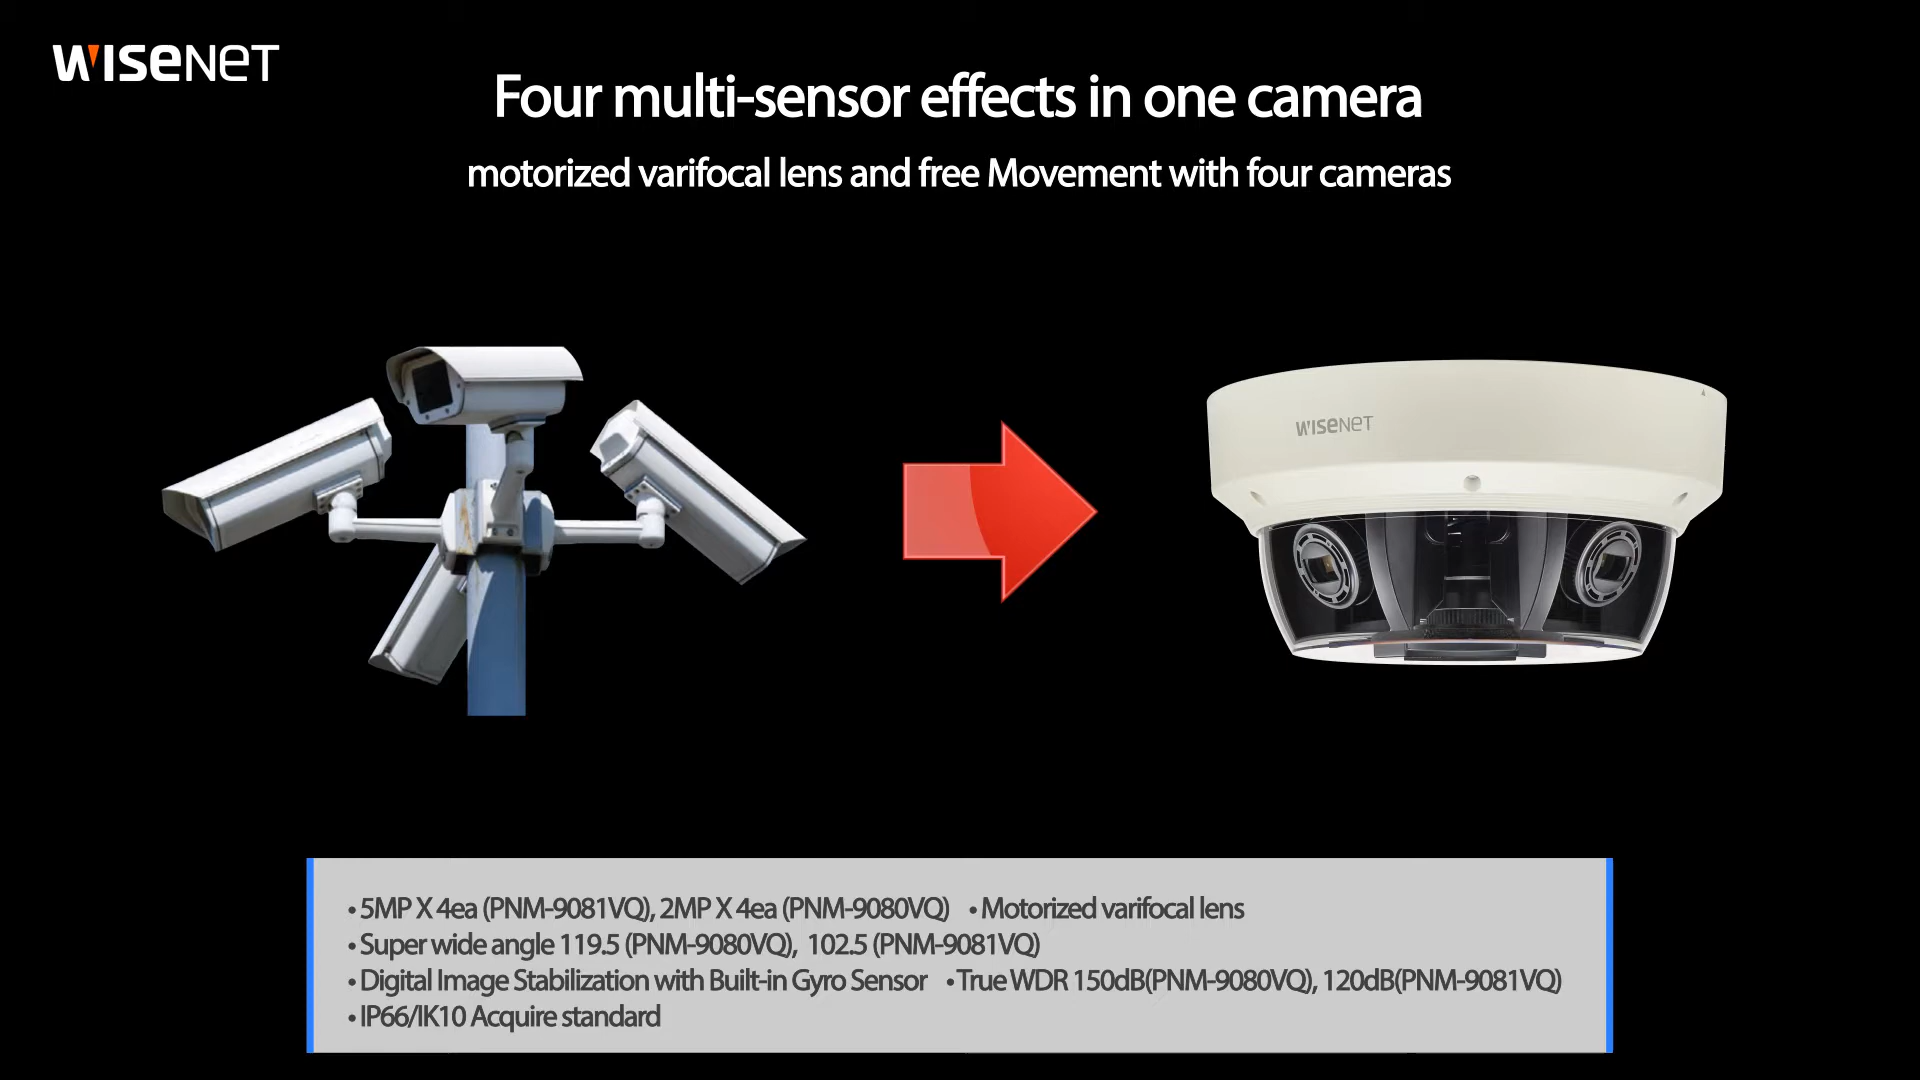 WISENET
Four multi-sensor effects in one camera
motorized varifocal lens and free Movement with four cameras
WISENET
• 5MP X 4ea (PNM-9081VQ), 2MP X 4ea (PNM-9080VQ) • Motorized varifocal lens
• Super wide angle 119.5 (PNM-9080VQ), 102.5 (PNM-9081VQ)
• Digital Image Stabilization with Built-in Gyro Sensor • True WDR 150dB(PNM-9080VQ), 120dB(PNM-9081VQ)
• IP66/IK10 Acquire standard